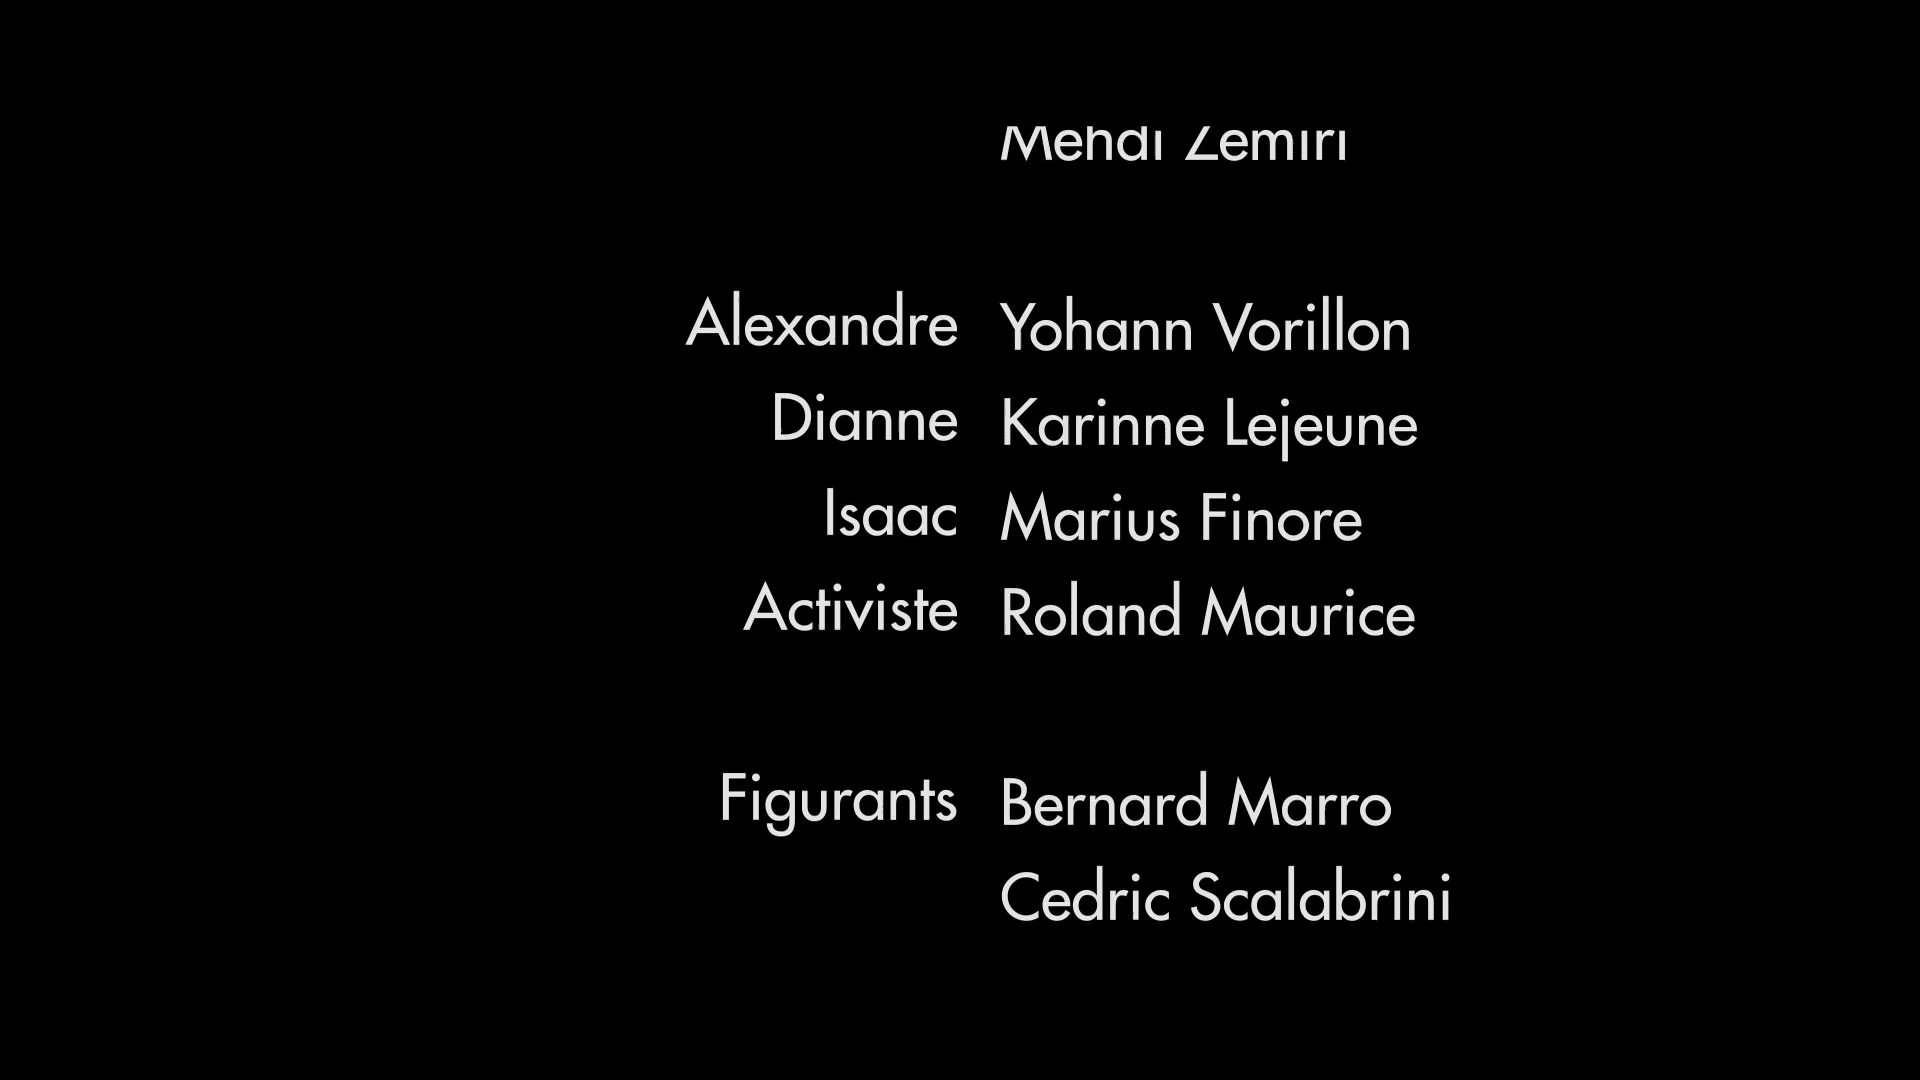 Mehdi Zemiri
Alexandre Yohann Vorillon
Dianne Karinne Lejeune
Isaac Marius Finore
Activiste Roland Maurice
Figurants Bernard Marro
Cedric Scalabrini